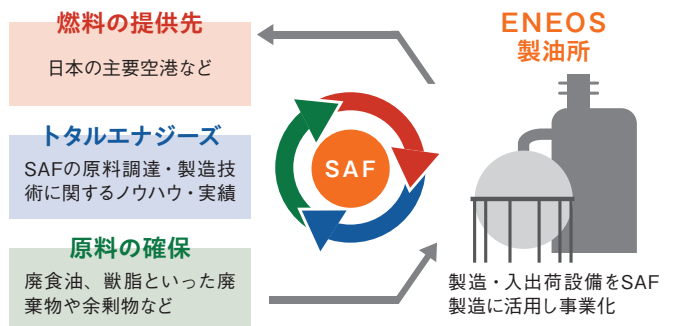 燃料の提供先
日本の主要空港など
トタルエナジーズ
SAFの原料調達・製造技
術に関するノウハウ・実績
原料の確保
廃食油、獣脂といった廃
棄物や余剰物など
SAF
ENEOS
製油所
製造・入出荷設備をSAF
製造に活用し事業化